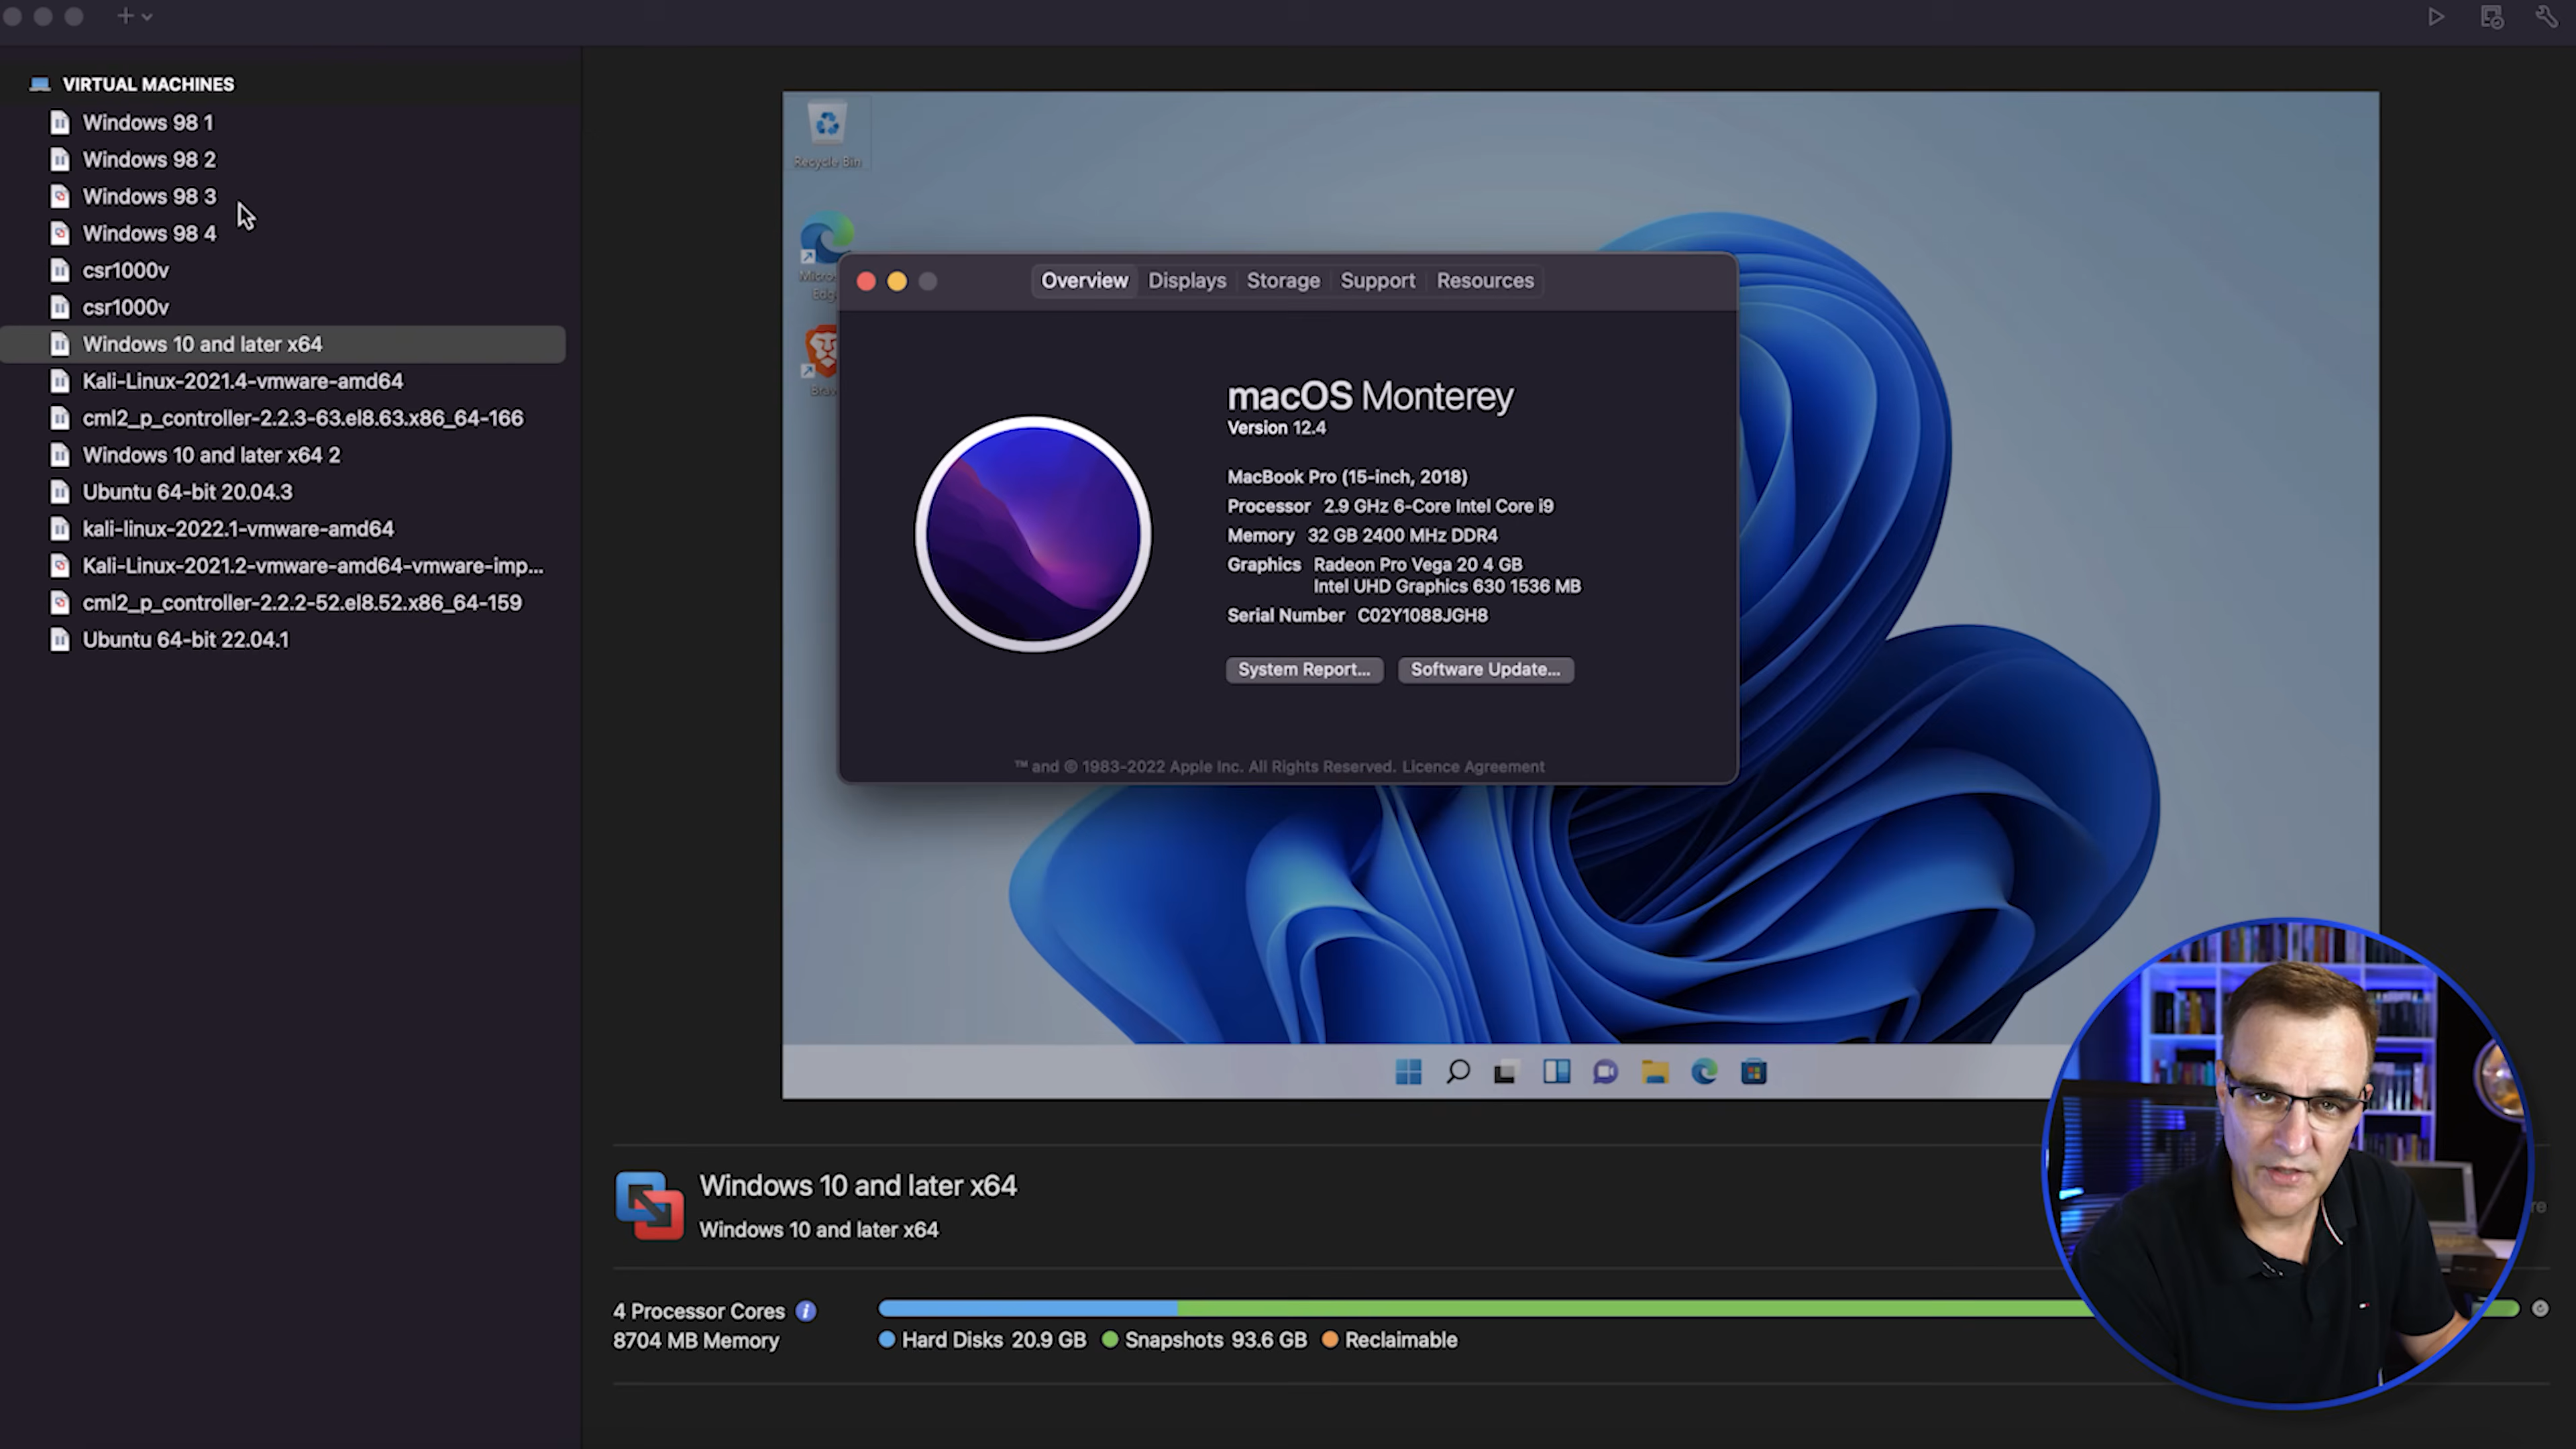 VIRTUAL MACHINES
Windows 98 1
Windows 98 2
Windows 98 3
Windows 98 4
csr1000v
csr1000v
Windows 10 and later x64
Kali-Linux-2021.4-vmware-amd64
cml2_p_controller-2.2.3-63.el8.63.x86_64-166
Windows 10 and later x64 2
Ubuntu 64-bit 20.04.3
kali-linux-2022.1-vmware-amd64
Kali-Linux-2021.2-vmware-amd64-vmware-imp...
cml2_p_controller-2.2.2-52.el8.52.x86_64-159
Ubuntu 64-bit 22.04.1
Recycle Bin
Overview Displays Storage Support Resources
macOS Monterey
Version 12.4
MacBook Pro (15-inch, 2018)
Processor 2.9 GHz 6-Core Intel Core i9
Memory 32 GB 2400 MHz DDR4
Graphics Radeon Pro Vega 20 4 GB
Intel UHD Graphics 630 1536 MB
Serial Number C02Y1088JGH8
System Report... Software Update...
™ and © 1983-2022 Apple Inc. All Rights Reserved. Licence Agreement
Windows 10 and later x64
Windows 10 and later x64
4 Processor Cores
8704 MB Memory
Hard Disks 20.9 GB Snapshots 93.6 GB Reclaimable